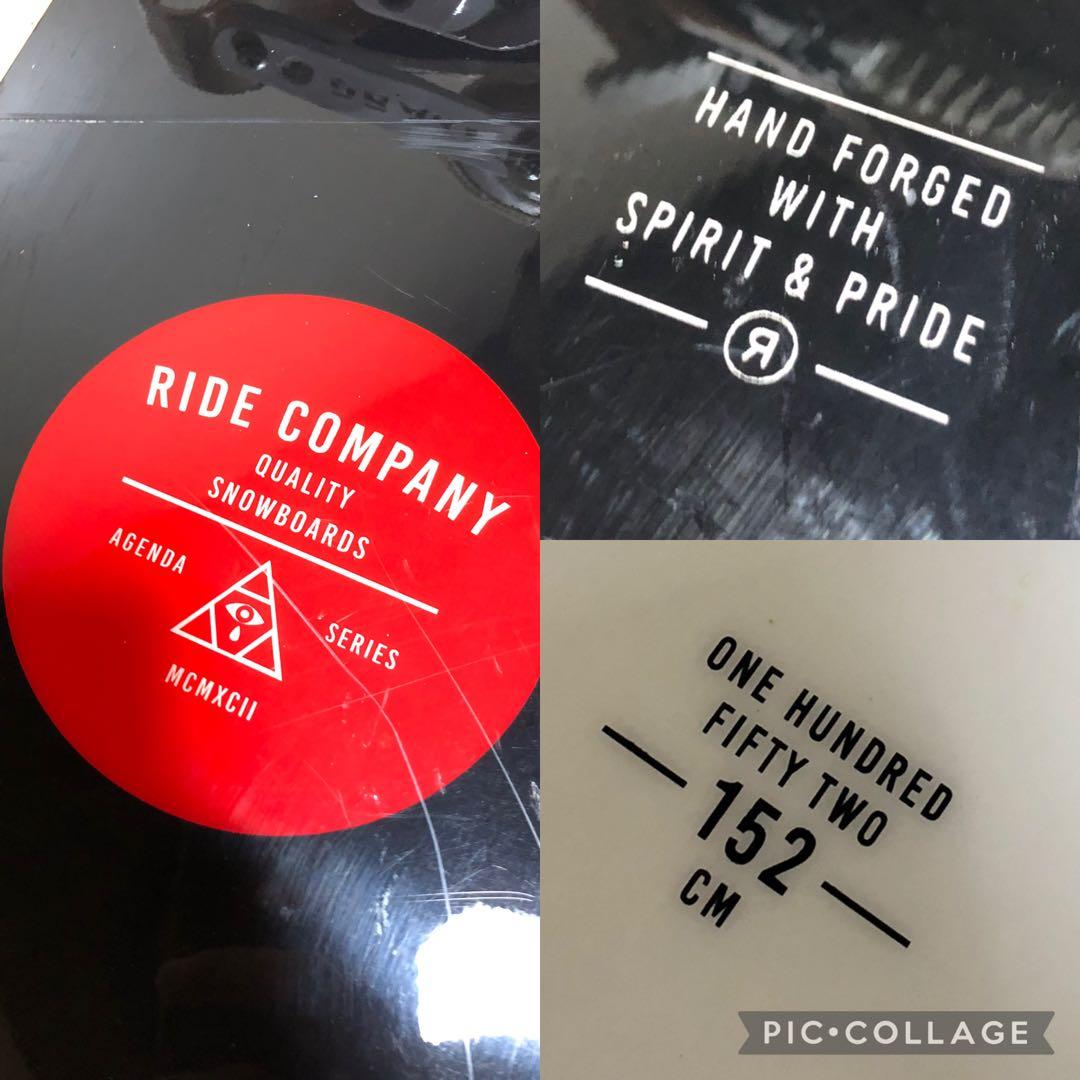 RIDE COMPANY
QUALITY
SNOWBOARDS
AGENDA
SERIES
MCMXCII
HAND FORGED
WITH
SPIRIT & PRIDE
R
ONE HUNDRED
FIFTY TWO
152
CM
PIC•COLLAGE